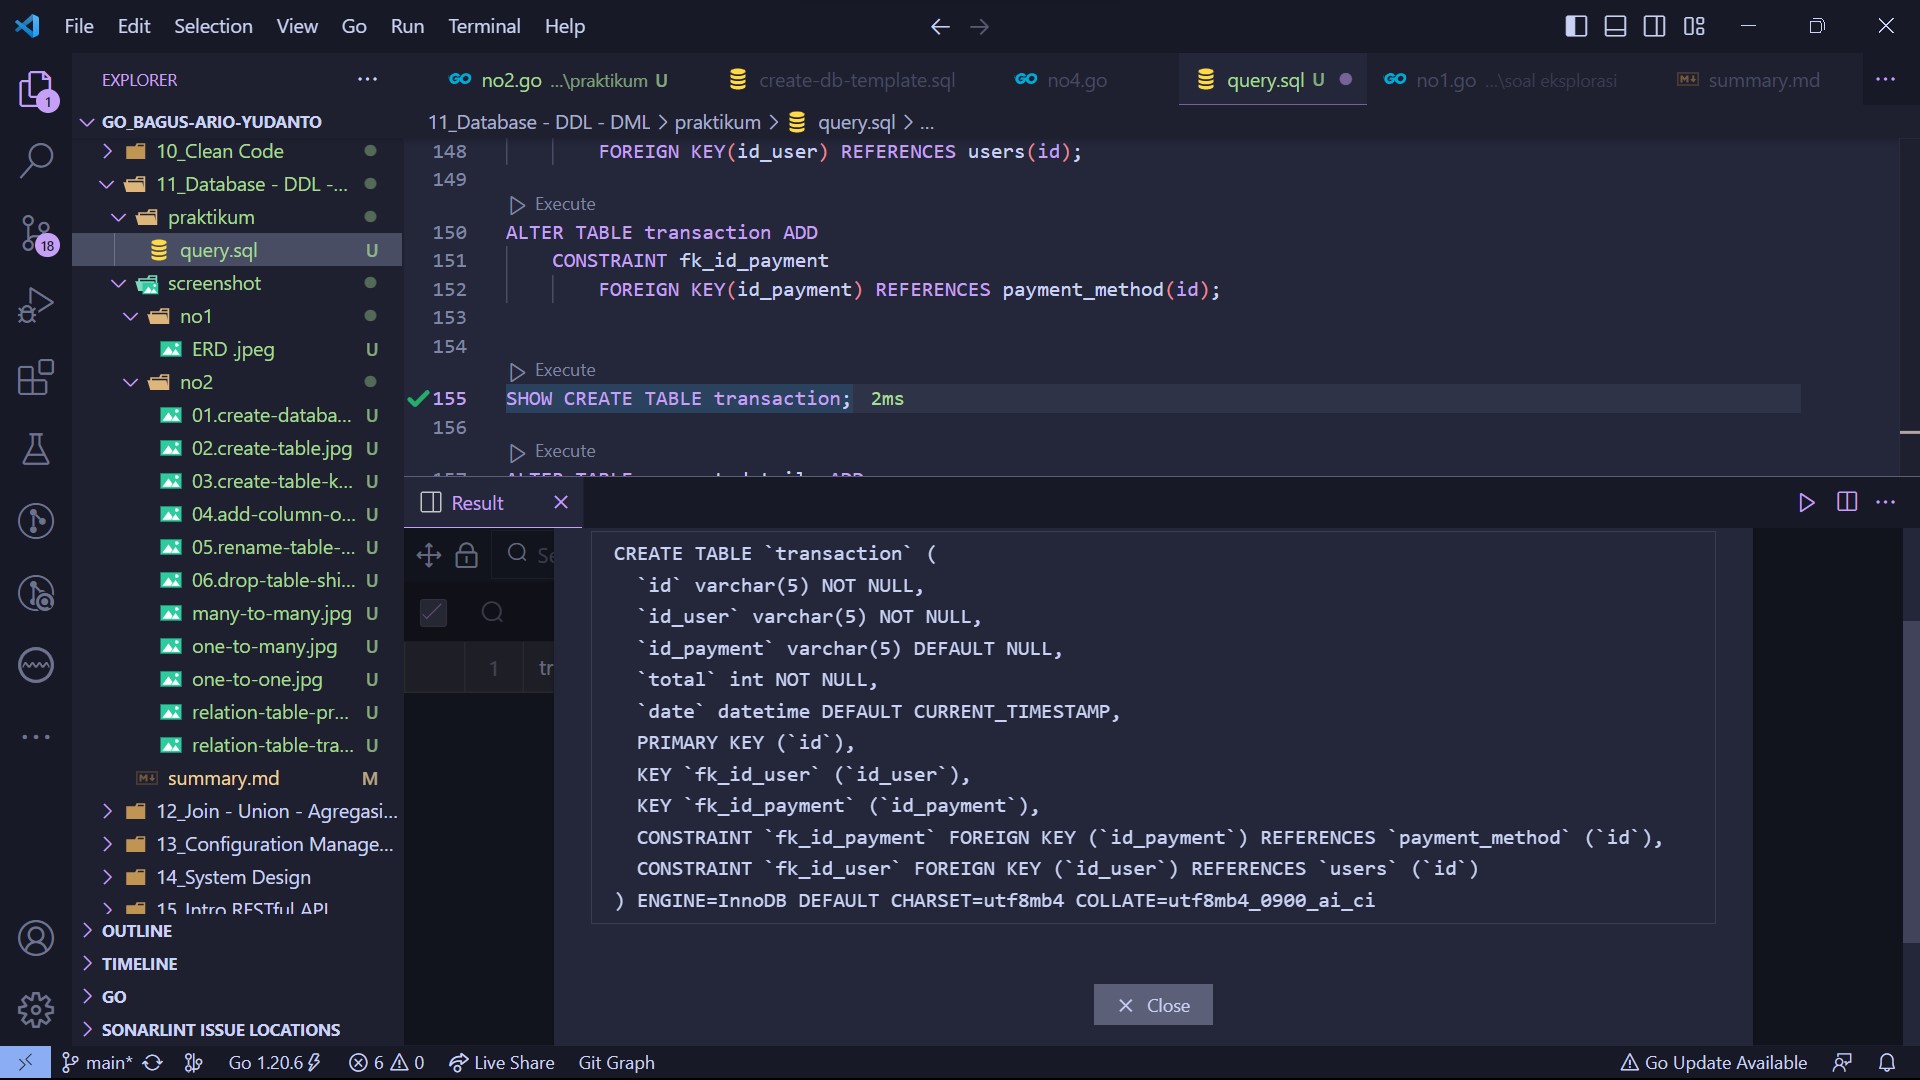 File Edit Selection View Go Run Terminal Help
EXPLORER
1
18
GO_BAGUS-ARIO-YUDANTO
10_Clean Code
11_Database - DDL -...
praktikum
query.sql U
screenshot
no1
ERD .jpeg U
no2
01.create-databa... U
02.create-table.jpg U
03.create-table-k... U
04.add-column-o... U
05.rename-table-... U
06.drop-table-shi... U
many-to-many.jpg U
one-to-many.jpg U
one-to-one.jpg U
relation-table-pr... U
relation-table-tra... U
summary.md M
12_Join - Union - Agregasi...
13_Configuration Manage...
14_System Design
15_Intro RESTful API
OUTLINE
TIMELINE
GO
SONARLINT ISSUE LOCATIONS
no2.go ...\praktikum U
create-db-template.sql
no4.go
query.sql U
no1.go ...\soal eksplorasi
summary.md
11_Database - DDL - DML > praktikum > query.sql > ...
148 FOREIGN KEY(id_user) REFERENCES users(id);
149
Execute
150 ALTER TABLE transaction ADD
151 CONSTRAINT fk_id_payment
152 FOREIGN KEY(id_payment) REFERENCES payment_method(id);
153
154
Execute
155 SHOW CREATE TABLE transaction; 2ms
156
Execute
Result
1 tr
CREATE TABLE `transaction` (
`id` varchar(5) NOT NULL,
`id_user` varchar(5) NOT NULL,
`id_payment` varchar(5) DEFAULT NULL,
`total` int NOT NULL,
`date` datetime DEFAULT CURRENT_TIMESTAMP,
PRIMARY KEY (`id`),
KEY `fk_id_user` (`id_user`),
KEY `fk_id_payment` (`id_payment`),
CONSTRAINT `fk_id_payment` FOREIGN KEY (`id_payment`) REFERENCES `payment_method` (`id`),
CONSTRAINT `fk_id_user` FOREIGN KEY (`id_user`) REFERENCES `users` (`id`)
) ENGINE=InnoDB DEFAULT CHARSET=utf8mb4 COLLATE=utf8mb4_0900_ai_ci
Close
main* Go 1.20.6 6 0 Live Share Git Graph Go Update Available